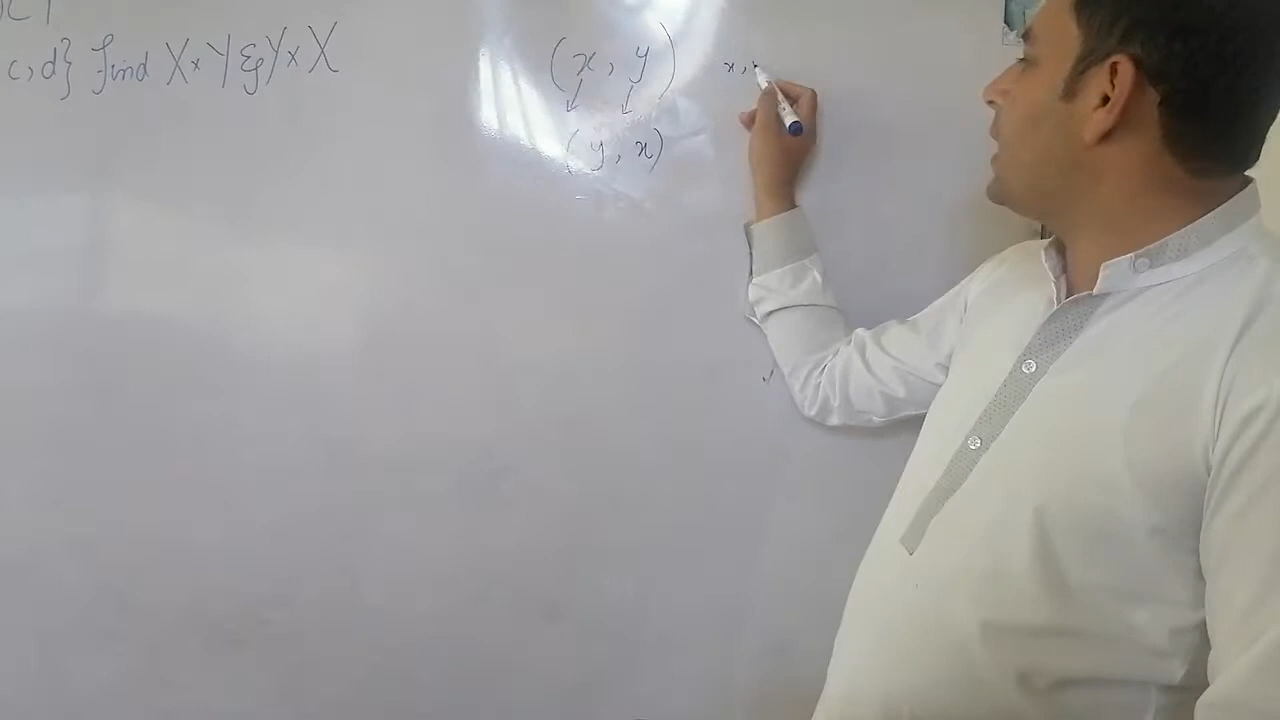 c, d} find X × Y & Y × X
(x, y)
(y, x)
x,